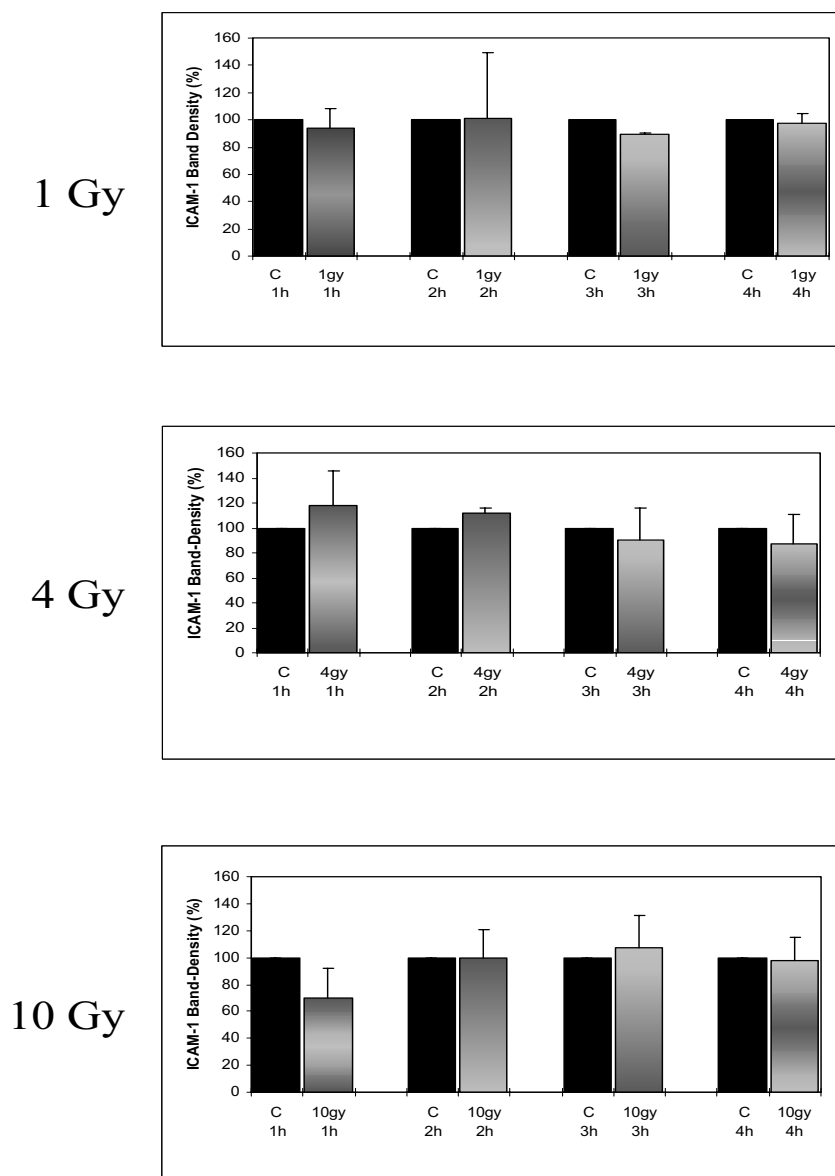 1 Gy
ICAM-1 Band Density (%)
160
140
120
100
80
60
40
20
0
C 1gy C 1gy C 1gy C 1gy
1h 1h 2h 2h 3h 3h 4h 4h
4 Gy
ICAM-1 Band-Density (%)
160
140
120
100
80
60
40
20
0
C 4gy C 4gy C 4gy C 4gy
1h 1h 2h 2h 3h 3h 4h 4h
10 Gy
ICAM-1 Band-Density (%)
160
140
120
100
80
60
40
20
0
C 10gy C 10gy C 10gy C 10gy
1h 1h 2h 2h 3h 3h 4h 4h